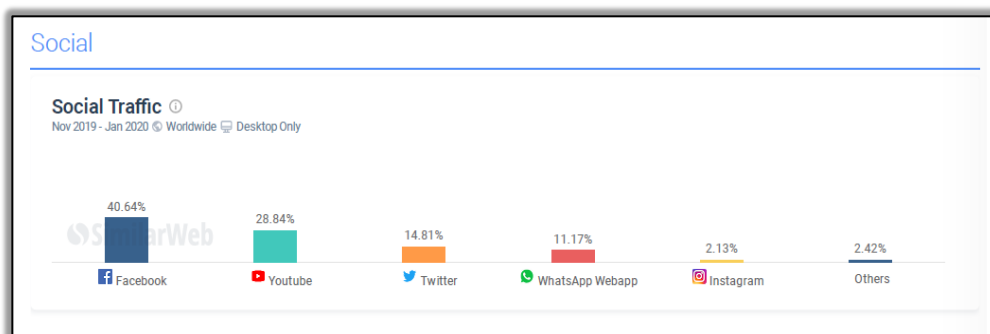 Social
Social Traffic
Nov 2019 - Jan 2020 Worldwide Desktop Only
SimilarWeb
40.64% 28.84% 14.81% 11.17% 2.13% 2.42%
Facebook Youtube Twitter WhatsApp Webapp Instagram Others